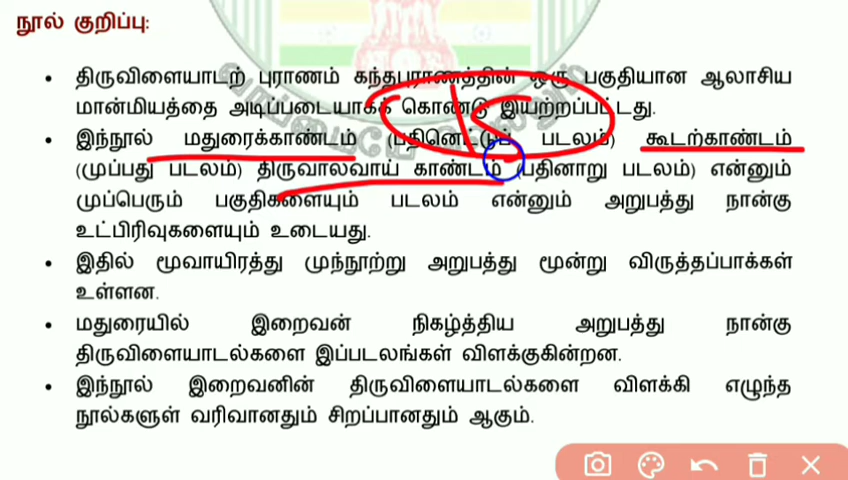 நூல் குறிப்பு:
• திருவிளையாடற் புராணம் கந்தபுராணத்தின் ஒரு பகுதியான ஆலாசிய
மான்மியத்தை அடிப்படையாகக் கொண்டு இயற்றப்பட்டது.
• இந்நூல் மதுரைக்காண்டம் (பதினெட்டுப் படலம்) கூடற்காண்டம்
(முப்பது படலம்) திருவாலவாய் காண்டம் (பதினாறு படலம்) என்னும்
முப்பெரும் பகுதிகளையும் படலம் என்னும் அறுபத்து நான்கு
உட்பிரிவுகளையும் உடையது.
• இதில் மூவாயிரத்து முந்நூற்று அறுபத்து மூன்று விருத்தப்பாக்கள்
உள்ளன.
• மதுரையில் இறைவன் நிகழ்த்திய அறுபத்து நான்கு
திருவிளையாடல்களை இப்படலங்கள் விளக்குகின்றன.
• இந்நூல் இறைவனின் திருவிளையாடல்களை விளக்கி எழுந்த
நூல்களுள் வரிவானதும் சிறப்பானதும் ஆகும்.